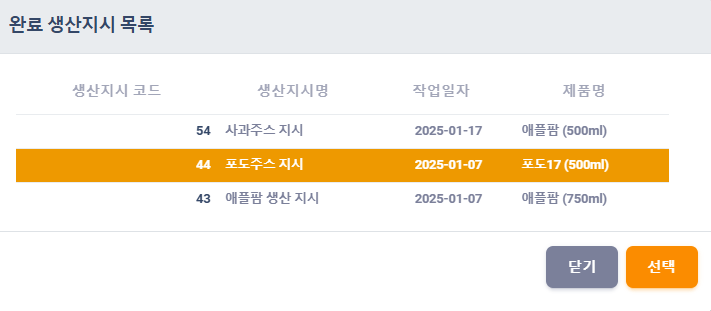 완료 생산지시 목록
생산지시 코드 생산지시명 작업일자 제품명
54 사과주스 지시 2025-01-17 애플팜 (500ml)
44 포도주스 지시 2025-01-07 포도17 (500ml)
43 애플팜 생산 지시 2025-01-07 애플팜 (750ml)
닫기 선택